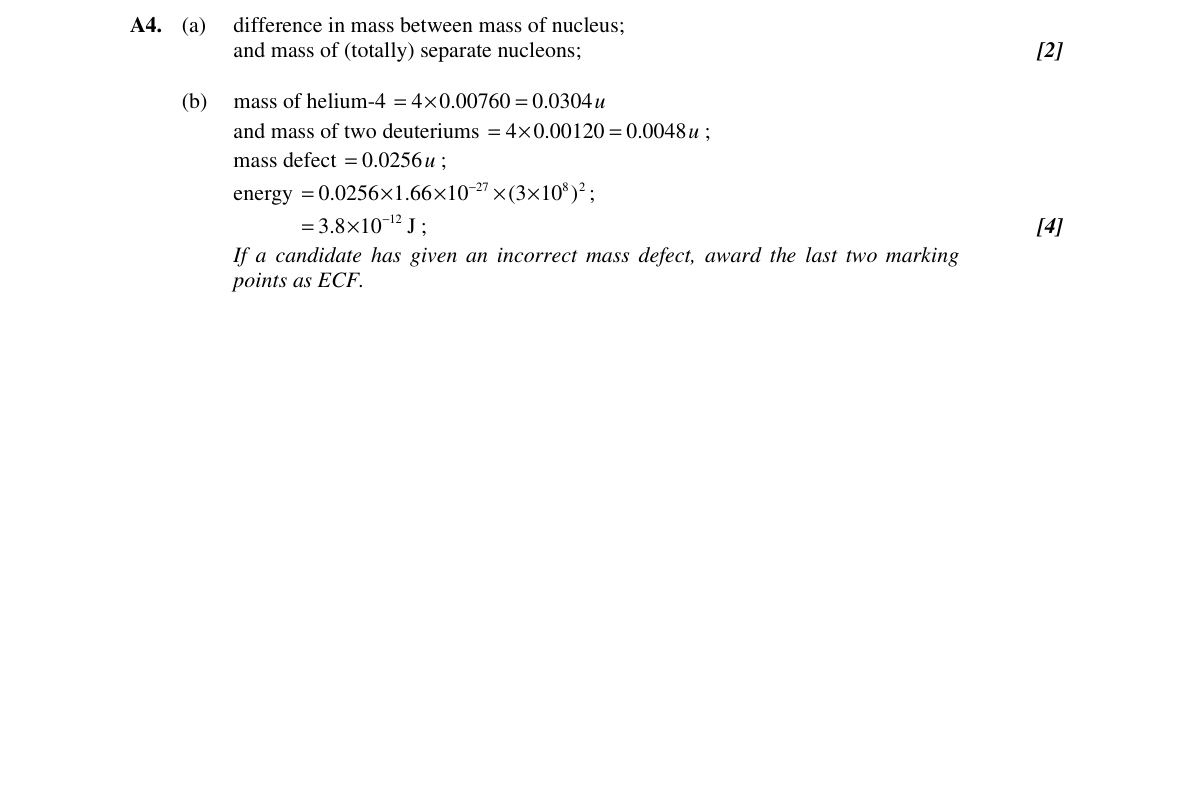 A4. (a) difference in mass between mass of nucleus;
and mass of (totally) separate nucleons; [2]
(b) mass of helium-4 = 4×0.00760 = 0.0304u
and mass of two deuteriums = 4×0.00120 = 0.0048u ;
mass defect = 0.0256u ;
energy = 0.0256×1.66×10⁻²⁷ ×(3×10⁸)² ;
= 3.8×10⁻¹² J ; [4]
If a candidate has given an incorrect mass defect, award the last two marking
points as ECF.